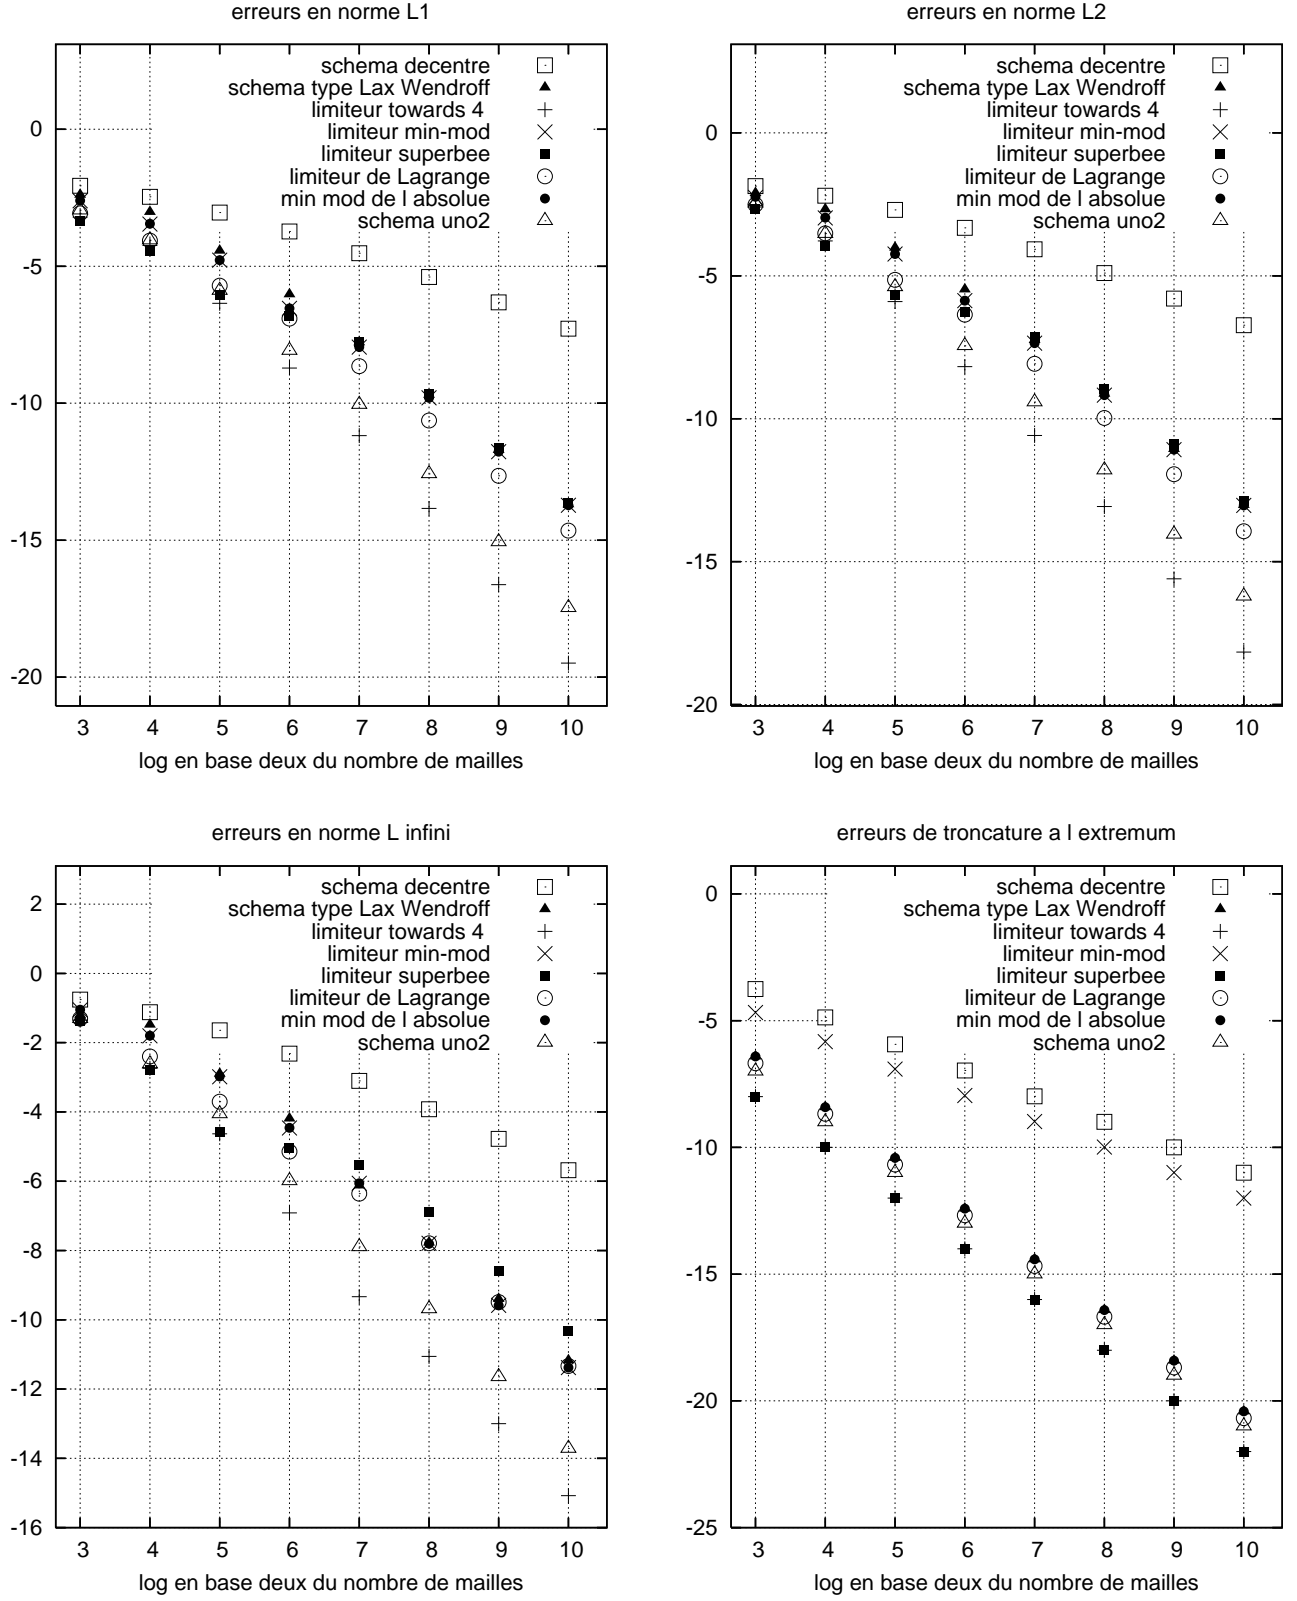 erreurs en norme L1
schema decentre
schema type Lax Wendroff
limiteur towards 4
limiteur min-mod
limiteur superbee
limiteur de Lagrange
min mod de l absolue
schema uno2
0
-5
-10
-15
-20
3 4 5 6 7 8 9 10
log en base deux du nombre de mailles
erreurs en norme L2
schema decentre
schema type Lax Wendroff
limiteur towards 4
limiteur min-mod
limiteur superbee
limiteur de Lagrange
min mod de l absolue
schema uno2
0
-5
-10
-15
-20
3 4 5 6 7 8 9 10
log en base deux du nombre de mailles
erreurs en norme L infini
schema decentre
schema type Lax Wendroff
limiteur towards 4
limiteur min-mod
limiteur superbee
limiteur de Lagrange
min mod de l absolue
schema uno2
2
0
-2
-4
-6
-8
-10
-12
-14
-16
3 4 5 6 7 8 9 10
log en base deux du nombre de mailles
erreurs de troncature a l extremum
schema decentre
schema type Lax Wendroff
limiteur towards 4
limiteur min-mod
limiteur superbee
limiteur de Lagrange
min mod de l absolue
schema uno2
0
-5
-10
-15
-20
-25
3 4 5 6 7 8 9 10
log en base deux du nombre de mailles